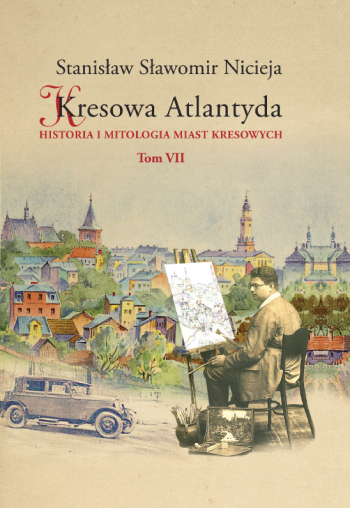 Stanisław Sławomir Nicieja
Kresowa Atlantyda
HISTORIA I MITOLOGIA MIAST KRESOWYCH
Tom VII